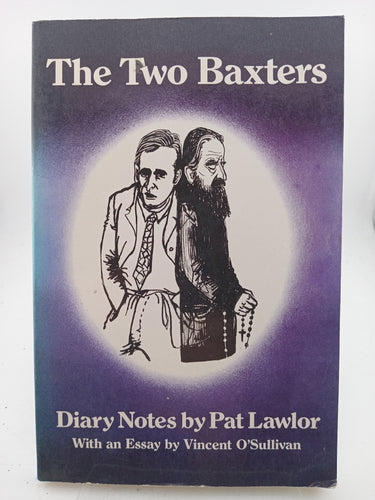 The Two Baxters
Diary Notes by Pat Lawlor
With an Essay by Vincent O'Sullivan